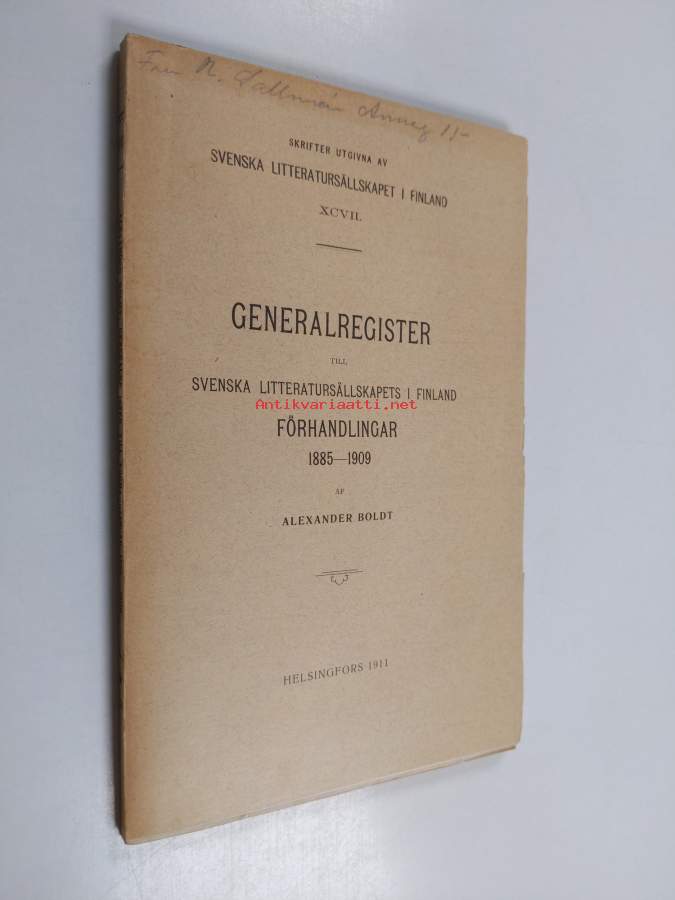 SKRIFTER UTGIVNA AV
SVENSKA LITTERATURSÄLLSKAPET I FINLAND
XCVII.
GENERALREGISTER
TILL
SVENSKA LITTERATURSÄLLSKAPETS I FINLAND
Antikvariaatti.net
FÖRHANDLINGAR
1885—1909
AF
ALEXANDER BOLDT
HELSINGFORS 1911